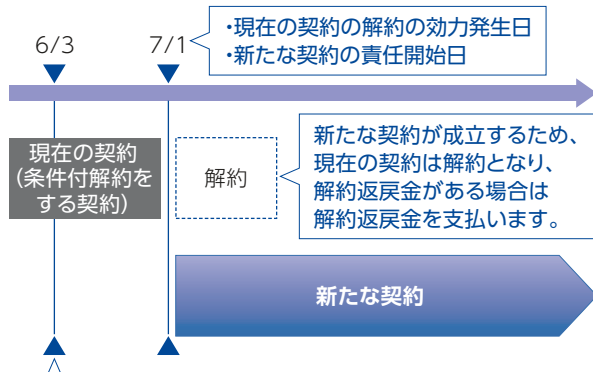 ・現在の契約の解約の効力発生日
・新たな契約の責任開始日
6/3
7/1
現在の契約
(条件付解約を
する契約)
解約
新たな契約が成立するため、
現在の契約は解約となり、
解約返戻金がある場合は
解約返戻金を支払います。
新たな契約